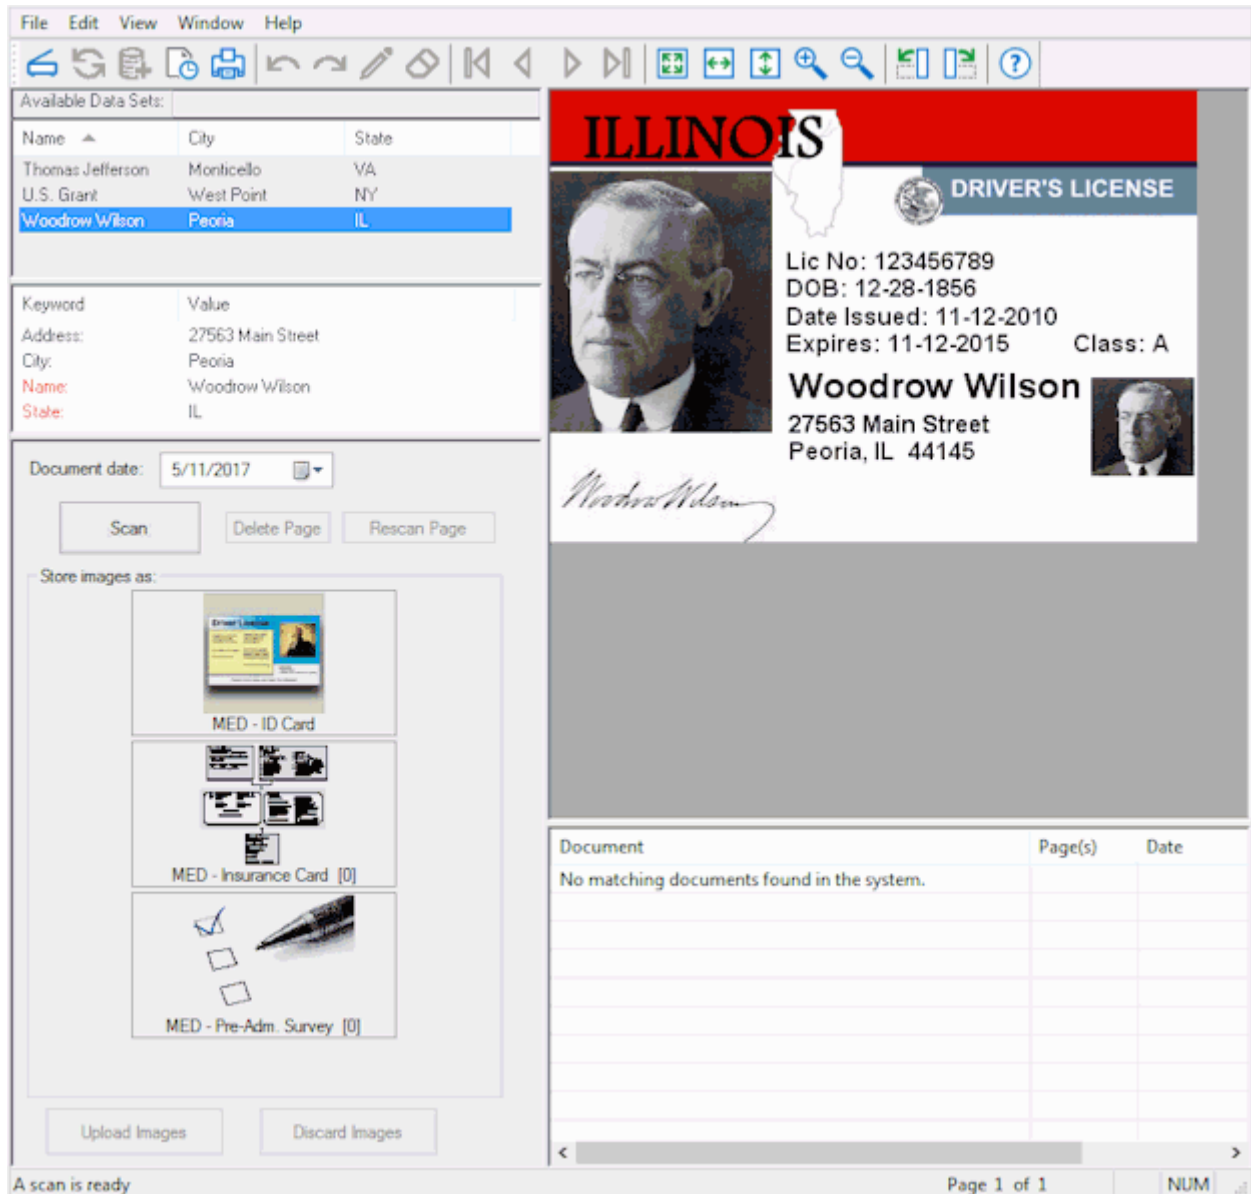 File Edit View Window Help
Available Data Sets:
Name City State
Thomas Jefferson Monticello VA
U.S. Grant West Point NY
Woodrow Wilson Peoria IL
Keyword Value
Address: 27563 Main Street
City: Peoria
Name: Woodrow Wilson
State: IL
Document date: 5/11/2017
Scan Delete Page Rescan Page
Store images as:
Driver License
MED - ID Card
MED - Insurance Card [0]
MED - Pre-Adm. Survey [0]
Upload Images Discard Images
ILLINOIS
DRIVER'S LICENSE
Lic No: 123456789
DOB: 12-28-1856
Date Issued: 11-12-2010
Expires: 11-12-2015 Class: A
Woodrow Wilson
27563 Main Street
Peoria, IL 44145
Woodrow Wilson
Document Page(s) Date
No matching documents found in the system.
A scan is ready Page 1 of 1 NUM